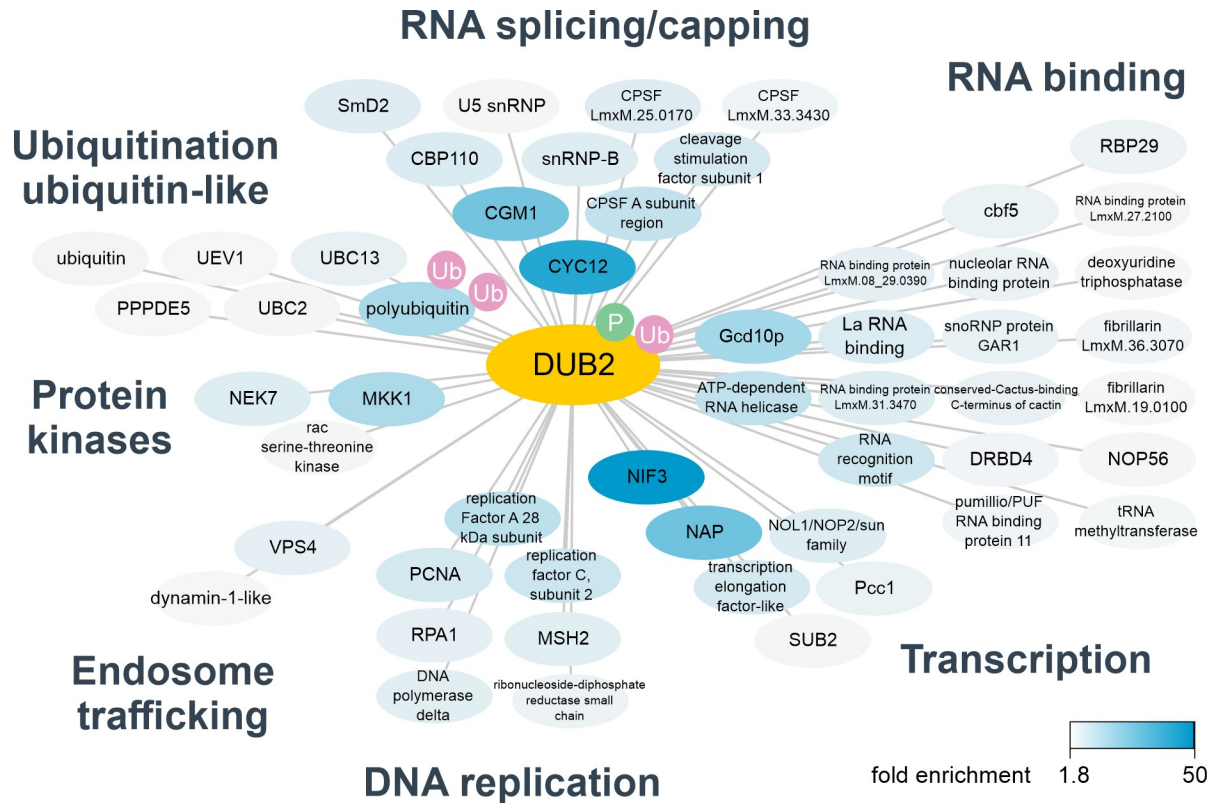 RNA splicing/capping
RNA binding
Ubiquitination
ubiquitin-like
SmD2
U5 snRNP
CPSF
LmxM.25.0170
CPSF
LmxM.33.3430
CBP110
snRNP-B
cleavage
stimulation
factor subunit 1
CGM1
CPSF A subunit
region
CYC12
RBP29
cbf5
RNA binding protein
LmxM.27.2100
RNA binding protein
LmxM.08_29.0390
nucleolar RNA
binding protein
deoxyuridine
triphosphatase
ubiquitin
UEV1
UBC13
PPPDE5
UBC2
polyubiquitin
Ub
Ub
P
Ub
DUB2
Gcd10p
La RNA
binding
snoRNP protein
GAR1
fibrillarin
LmxM.36.3070
ATP-dependent
RNA helicase
RNA binding protein
LmxM.31.3470
conserved-Cactus-binding
C-terminus of cactin
fibrillarin
LmxM.19.0100
RNA
recognition
motif
DRBD4
NOP56
pumillio/PUF
RNA binding
protein 11
tRNA
methyltransferase
Protein
kinases
NEK7
MKK1
rac
serine-threonine
kinase
VPS4
dynamin-1-like
Endosome
trafficking
replication
Factor A 28
kDa subunit
PCNA
replication
factor C,
subunit 2
RPA1
MSH2
DNA
polymerase
delta
ribonucleoside-diphosphate
reductase small
chain
DNA replication
NIF3
NAP
NOL1/NOP2/sun
family
transcription
elongation
factor-like
Pcc1
SUB2
Transcription
fold enrichment
1.8
50